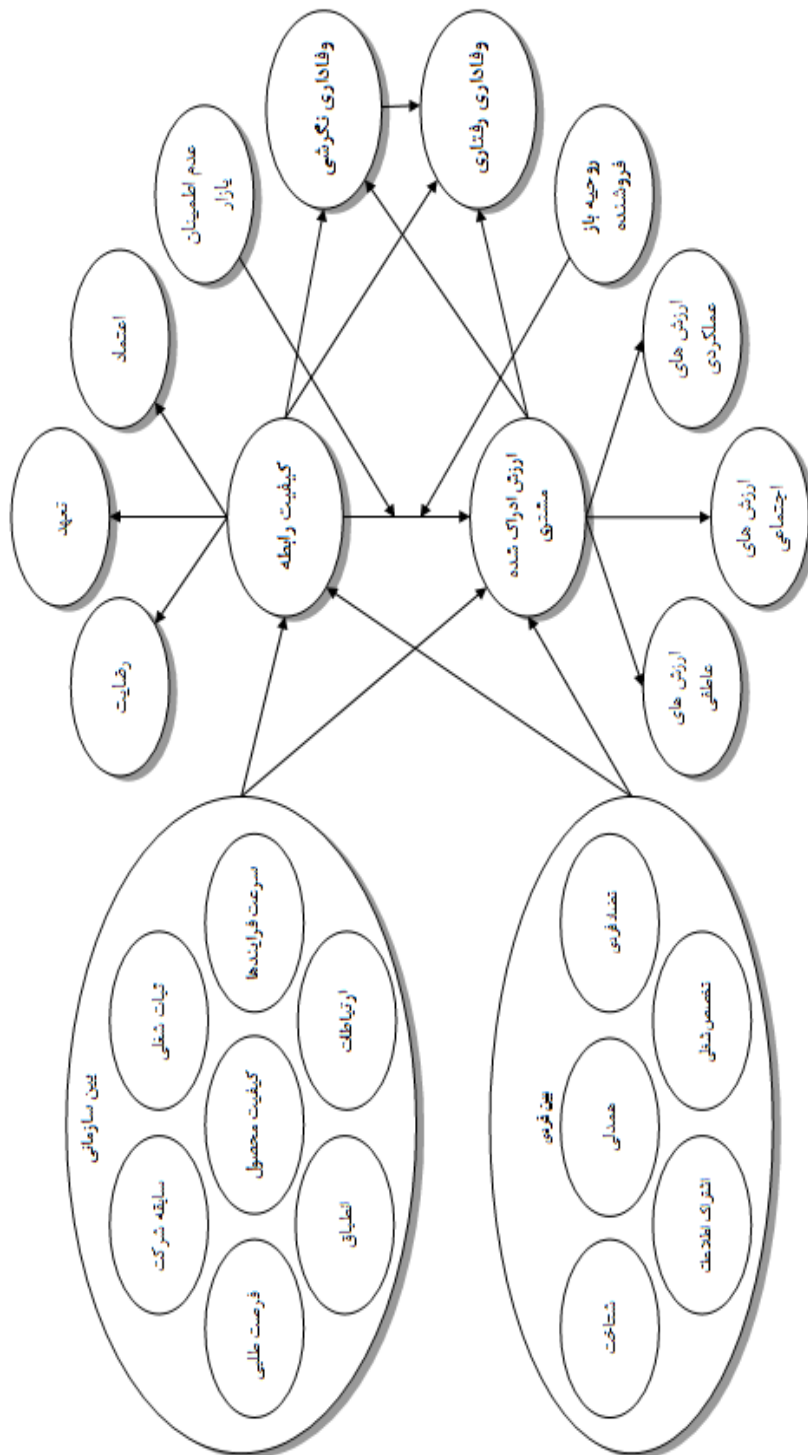 تعهد
رضایت
اعتماد
عدم اطمینان
بازار
وفاداری نگرشی
وفاداری رفتاری
کیفیت رابطه
ارزش ادراک شده
مشتری
روحیه باز
فروشنده
ارزش های
عملکردی
ارزش های
اجتماعی
ارزش های
عاطفی
بین سازمانی
ثبات شغلی
سابقه شرکت
سرعت فرایندها
کیفیت محصول
فرصت طلبی
ارتباطات
انطباق
بین فردی
تضاد فردی
همدلی
شناخت
تخصص شغلی
اشتراک اطلاعات